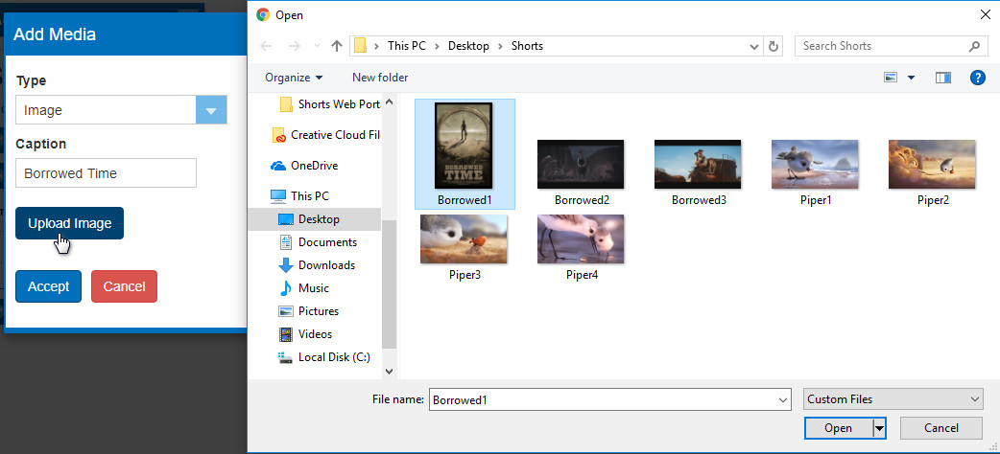 Add Media
Type
Image
Caption
Borrowed Time
Upload Image
Accept
Cancel
Open
This PC
Desktop
Shorts
Search Shorts
Organize
New folder
Shorts Web Port
Creative Cloud Fil
OneDrive
This PC
Desktop
Documents
Downloads
Music
Pictures
Videos
Local Disk (C:)
BORROWED
TIME
Borrowed1
Borrowed2
Borrowed3
Piper1
Piper2
Piper3
Piper4
File name:
Borrowed1
Custom Files
Open
Cancel